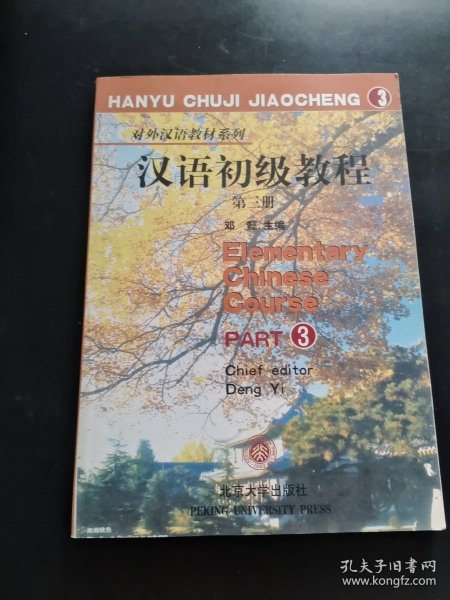 HANYU CHUJI JIAOCHENG 3
对外汉语教材系列
汉语初级教程
第三册
邓懿 主编
Elementary
Chinese
Course
PART 3
Chief editor
Deng Yi
北京大学出版社
PEKING UNIVERSITY PRESS
孔夫子旧书网
www.kongfz.com